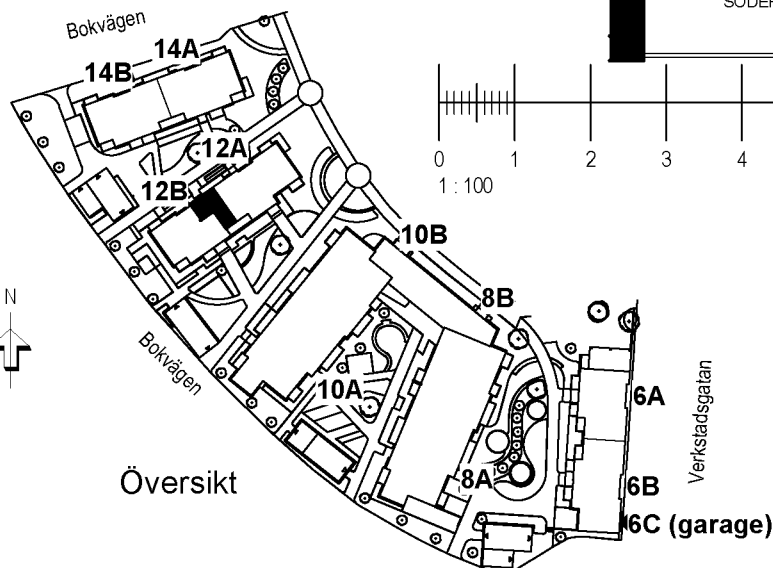 Bokvägen
14A
14B
12A
12B
0 1 2 3 4
1 : 100
10B
8B
N
Bokvägen
10A
6A
Verkstadsgatan
Översikt
8A
6B
6C (garage)